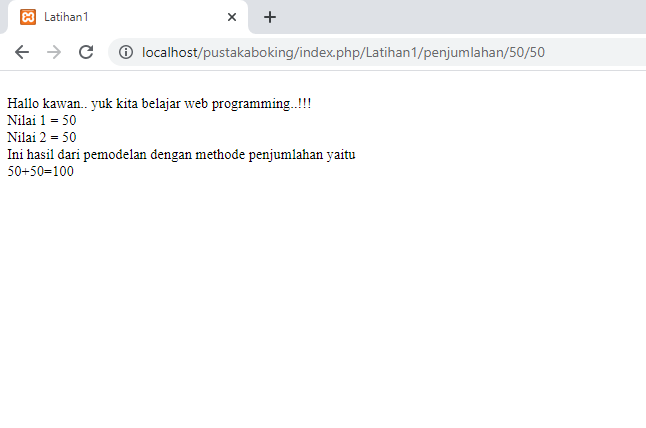 Latihan1
localhost/pustakaboking/index.php/Latihan1/penjumlahan/50/50
Hallo kawan.. yuk kita belajar web programming..!!!
Nilai 1 = 50
Nilai 2 = 50
Ini hasil dari pemodelan dengan methode penjumlahan yaitu
50+50=100